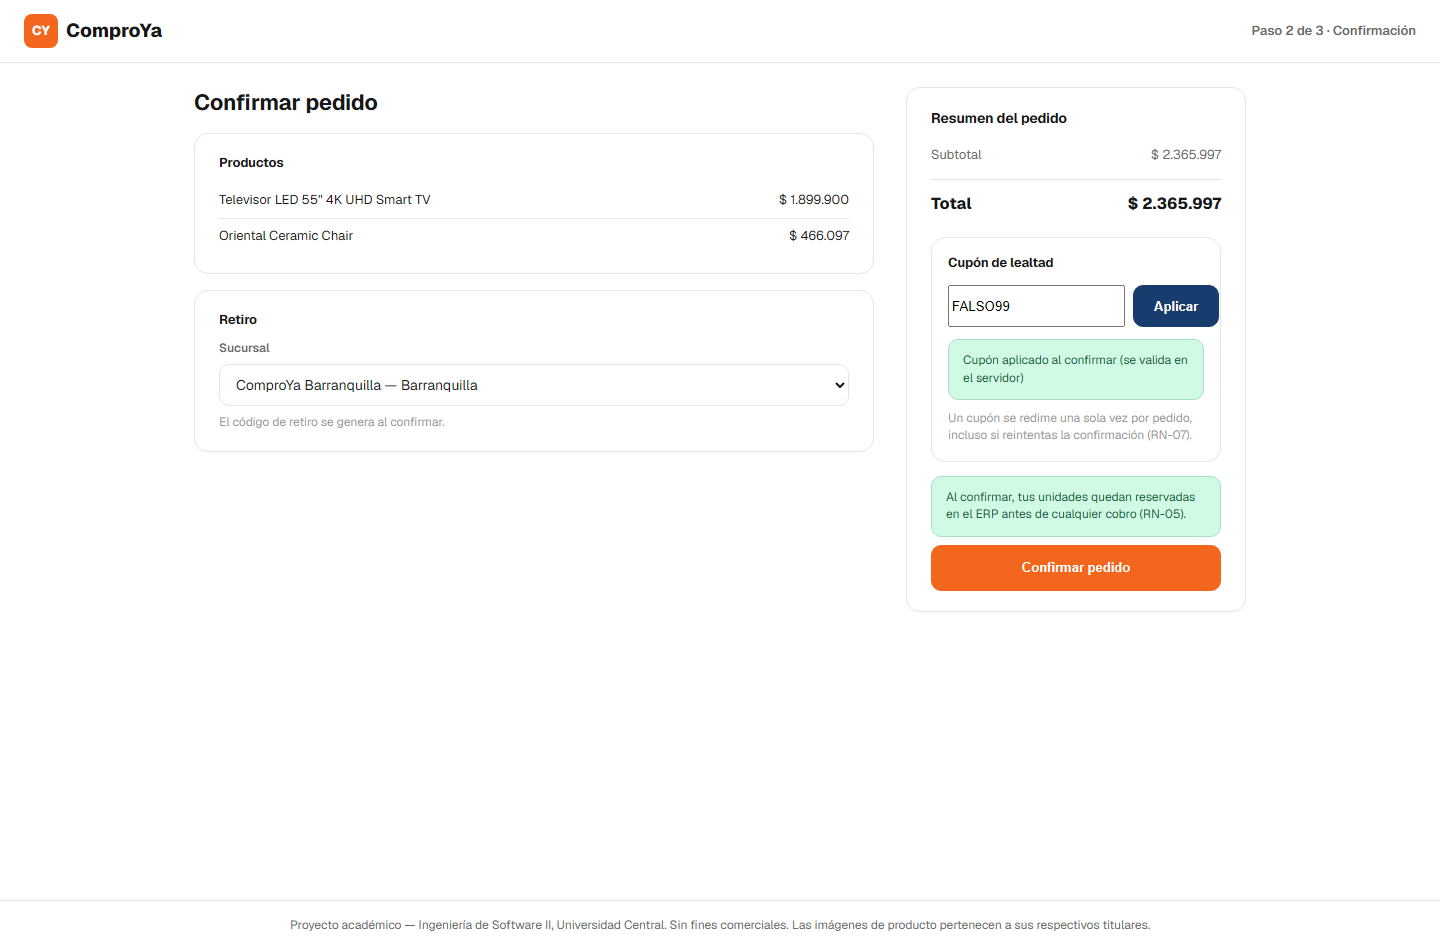 CY ComproYa
Paso 2 de 3 · Confirmación
Confirmar pedido
Productos
Televisor LED 55" 4K UHD Smart TV $ 1.899.900
Oriental Ceramic Chair $ 466.097
Retiro
Sucursal
ComproYa Barranquilla — Barranquilla
El código de retiro se genera al confirmar.
Resumen del pedido
Subtotal $ 2.365.997
Total $ 2.365.997
Cupón de lealtad
FALSO99 Aplicar
Cupón aplicado al confirmar (se valida en
el servidor)
Un cupón se redime una sola vez por pedido,
incluso si reintentas la confirmación (RN-07).
Al confirmar, tus unidades quedan reservadas
en el ERP antes de cualquier cobro (RN-05).
Confirmar pedido
Proyecto académico — Ingeniería de Software II, Universidad Central. Sin fines comerciales. Las imágenes de producto pertenecen a sus respectivos titulares.